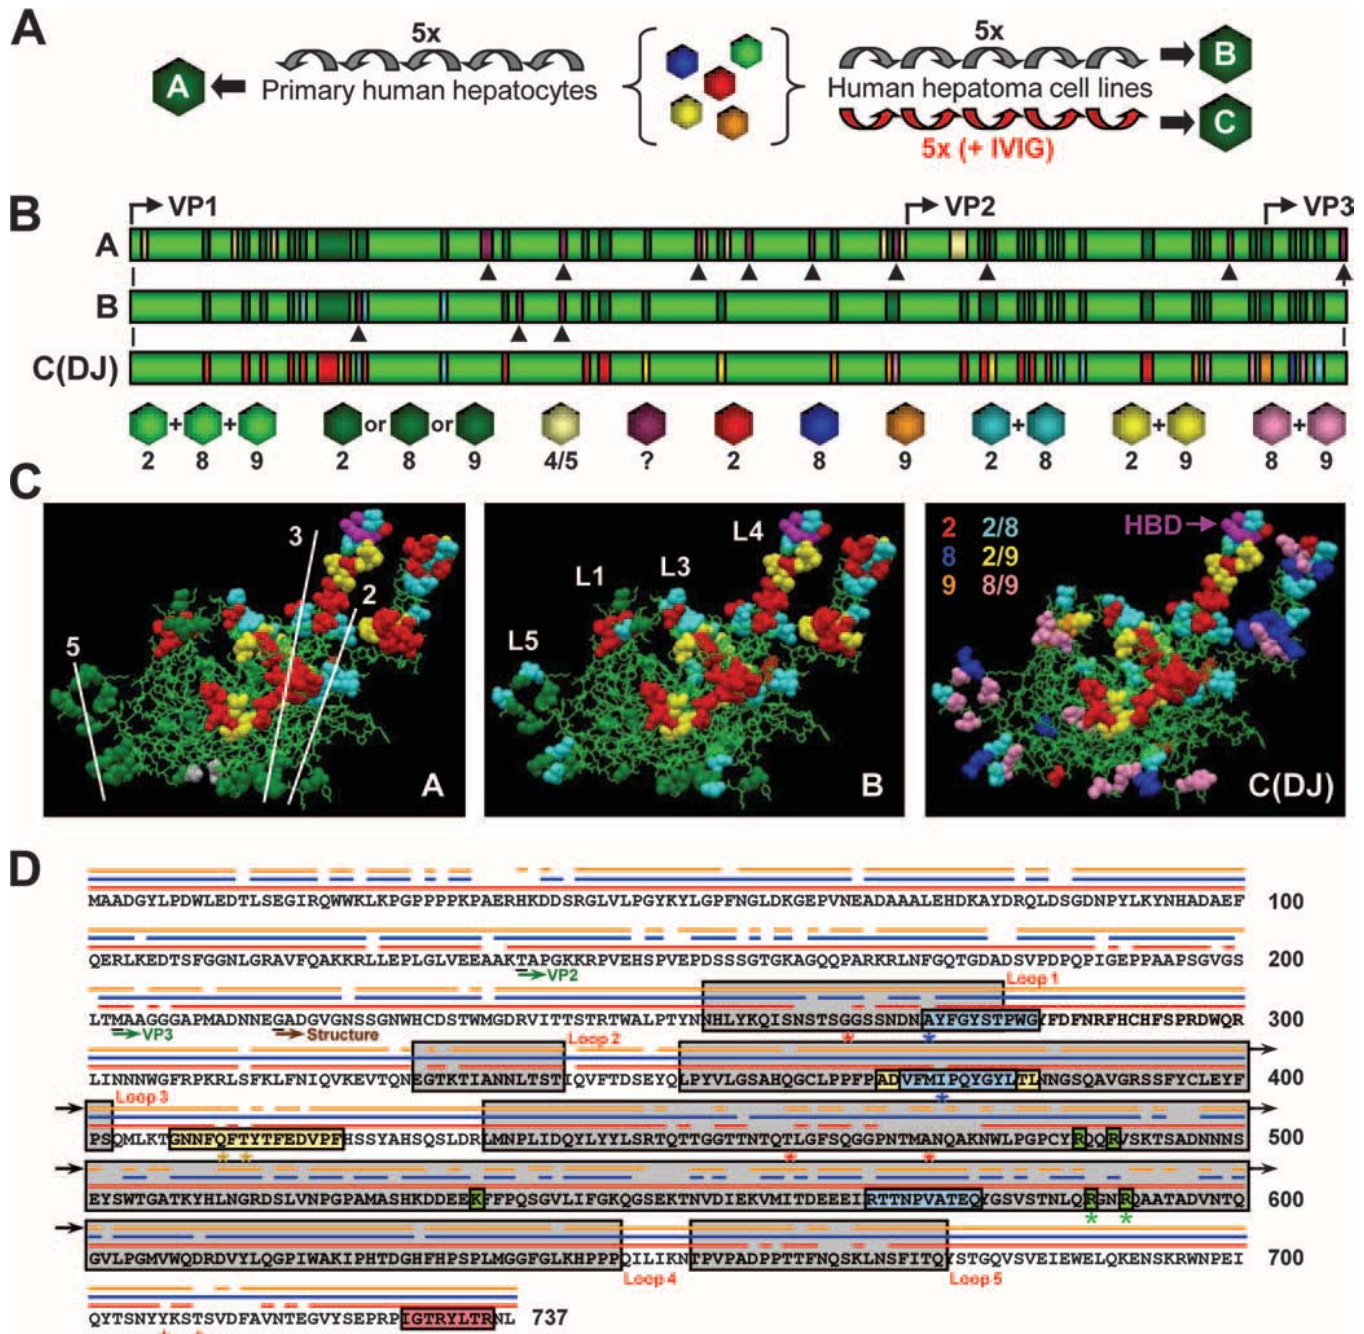 A
5x
5x
A
Primary human hepatocytes
Human hepatoma cell lines
B
C
5x (+ IVIG)
B
VP1
VP2
VP3
A
B
C(DJ)
+ + or or + + +
2 8 9 2 8 9 4/5 ? 2 8 9 2 8 2 9 8 9
C
3
2
5
A
L4
L1
L3
L5
B
2 2/8
8 2/9
9 8/9
HBD
C(DJ)
D
MAADGYLPDWLEDTLSEGIRQWWKLKPGPPPPKPAERHKDDSRGLVLPGYKYLGPFNGLDKGEPVNEADAAALEHDKAYDRQLDSGDNPYLKYNHADAEF 100
QERLKEDTSFGGNLGRAVFQAKKRLLEPLGLVEEAAKTAPGKKRPVEHSPVEPDSSSGTGKAGQQPARKRLNFGQTGDADSVPDPQPIGEPPAAPSGVGS 200
VP2
Loop 1
LTMAAGGGAPMADNNEGADGVGNSSGNWHCDSTWMGDRVITTSTRTWALPTYNNHLYKQISNSTSGGSSNDNAYFGYSTPWGYFDFNRFHCHFSPRDWQR 300
VP3
Structure
Loop 2
LINNNWGFRPKRLSFKLFNIQVKEVTQNEGTKTIANNLTSTIQVFTDSEYQLPYVLGSAHQGCLPPFPADVFMIPQYGYLTLNNGSQAVGRSSFYCLEYF 400
Loop 3
PSQMLKTGNNFQFTYTFEDVPFHSSYAHSQSLDRLMNPLIDQYLYYLSRTQTTGGTTNTQTLGFSQGGPNTMANQAKNWLPGPCYRQQRVSKTSADNNNS 500
EYSWTGATKYHLNGRDSLVNPGPAMASHKDDEEKFFPQSGVLIFGKQGSEKTNVDIEKVMITDEEEIRTTNPVATEQYGSVSTNLQRGNRQAATADVNTQ 600
GVLPGMVWQDRDVYLQGPIWAKIPHTDGHFHPSPLMGGFGLKHPPPQILIKNTPVPADPPTTFNQSKLNSFITQYSTGQVSVEIEWELQKENSKRWNPEI 700
Loop 4
Loop 5
QYTSNYYKSTSVDFAVNTEGVYSEPRPIGTRYLTRNL 737